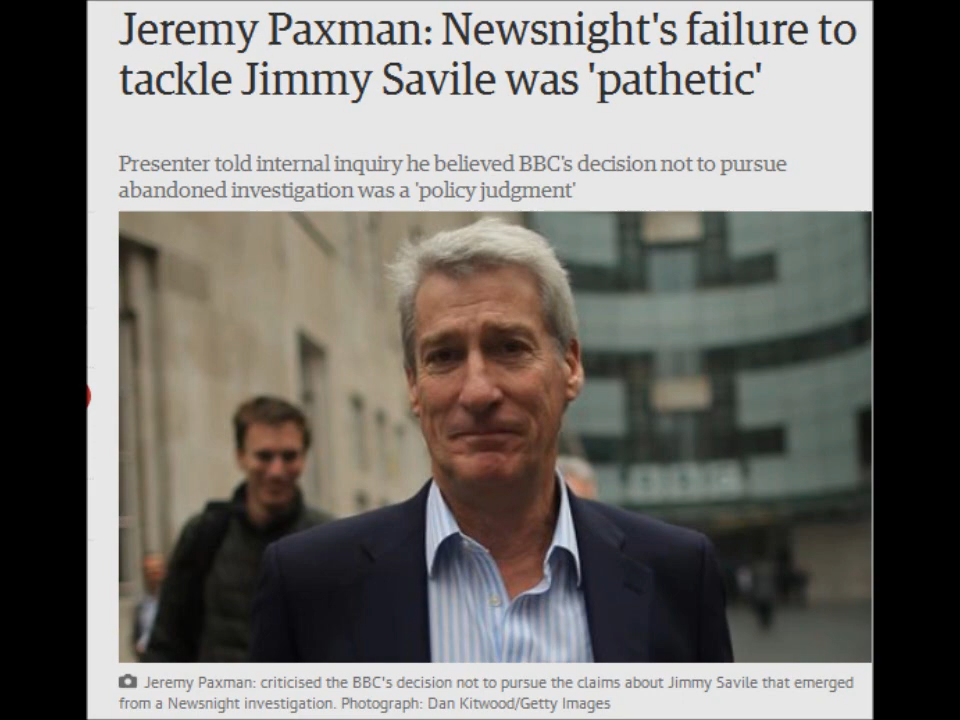 Jeremy Paxman: Newsnight's failure to
tackle Jimmy Savile was 'pathetic'
Presenter told internal inquiry he believed BBC's decision not to pursue
abandoned investigation was a 'policy judgment'
Jeremy Paxman: criticised the BBC's decision not to pursue the claims about Jimmy Savile that emerged
from a Newsnight investigation. Photograph: Dan Kitwood/Getty Images